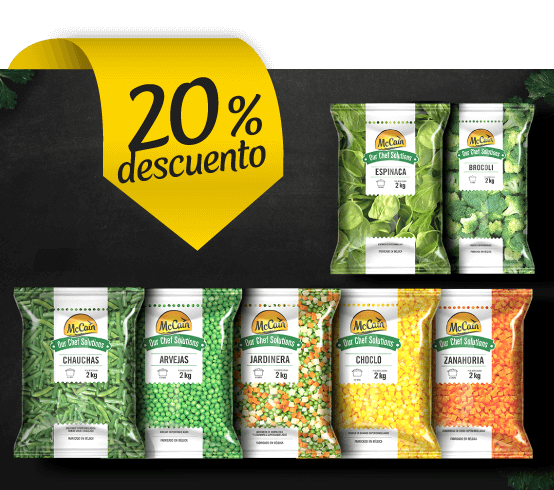 20%
descuento
McCain
Our Chef Solutions
ESPINACA
2 kg
McCain
Our Chef Solutions
BROCOLI
2 kg
McCain
Our Chef Solutions
CHAUCHAS
2 kg
McCain
Our Chef Solutions
ARVEJAS
2 kg
McCain
Our Chef Solutions
JARDINERA
2 kg
McCain
Our Chef Solutions
CHOCLO
2 kg
McCain
Our Chef Solutions
ZANAHORIA
2 kg